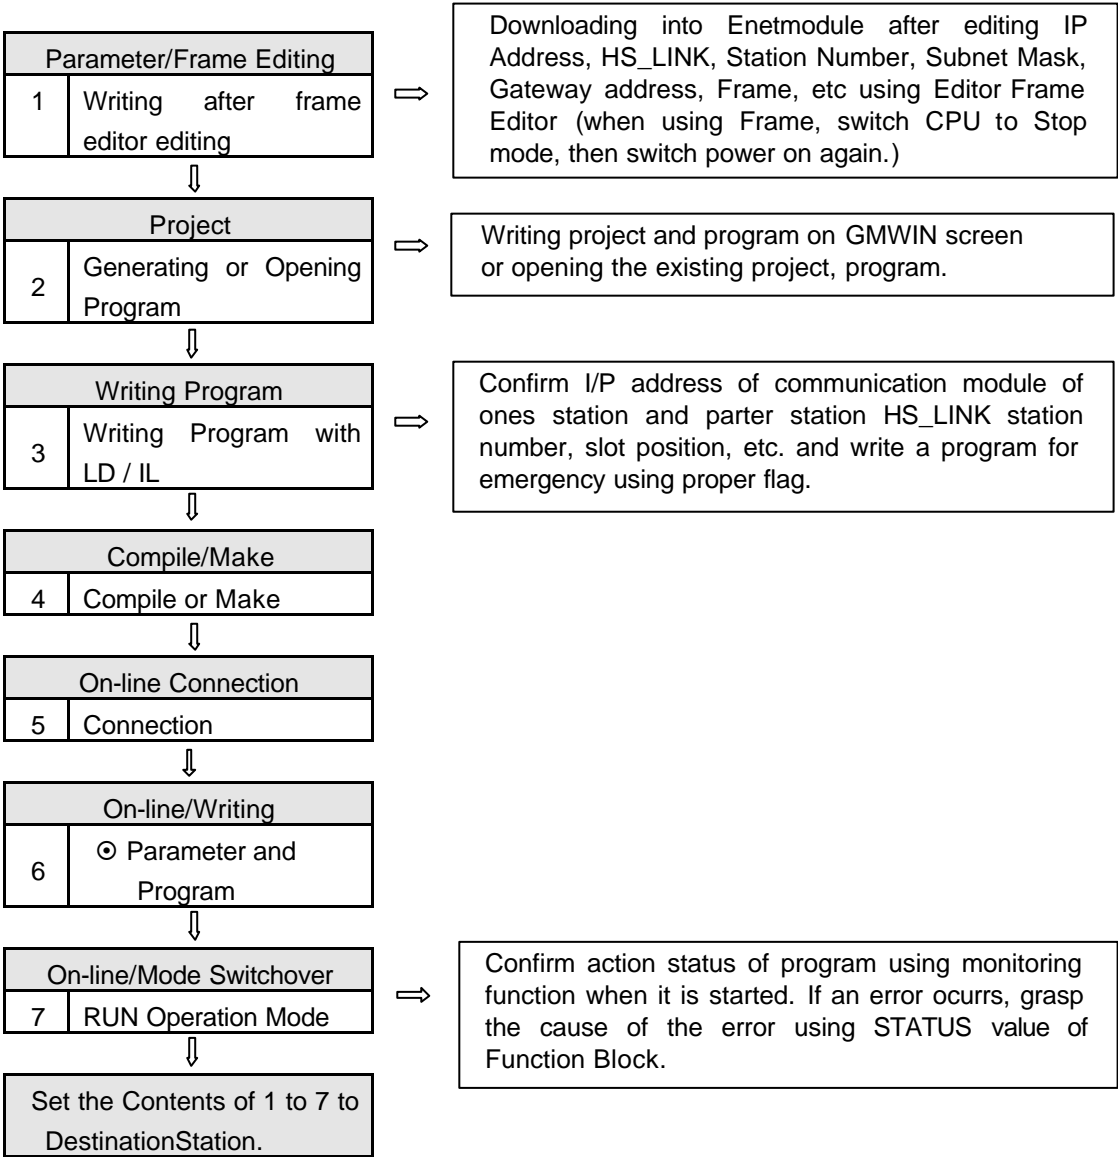 Parameter/Frame Editing
1 Writing after frame
editor editing
Downloading into Enetmodule after editing IP
Address, HS_LINK, Station Number, Subnet Mask,
Gateway address, Frame, etc using Editor Frame
Editor (when using Frame, switch CPU to Stop
mode, then switch power on again.)
Project
2 Generating or Opening
Program
Writing project and program on GMWIN screen
or opening the existing project, program.
Writing Program
3 Writing Program with
LD / IL
Confirm I/P address of communication module of
ones station and parter station HS_LINK station
number, slot position, etc. and write a program for
emergency using proper flag.
Compile/Make
4 Compile or Make
On-line Connection
5 Connection
On-line/Writing
6 ⊙ Parameter and
Program
On-line/Mode Switchover
7 RUN Operation Mode
Confirm action status of program using monitoring
function when it is started. If an error ocurrs, grasp
the cause of the error using STATUS value of
Function Block.
Set the Contents of 1 to 7 to
DestinationStation.